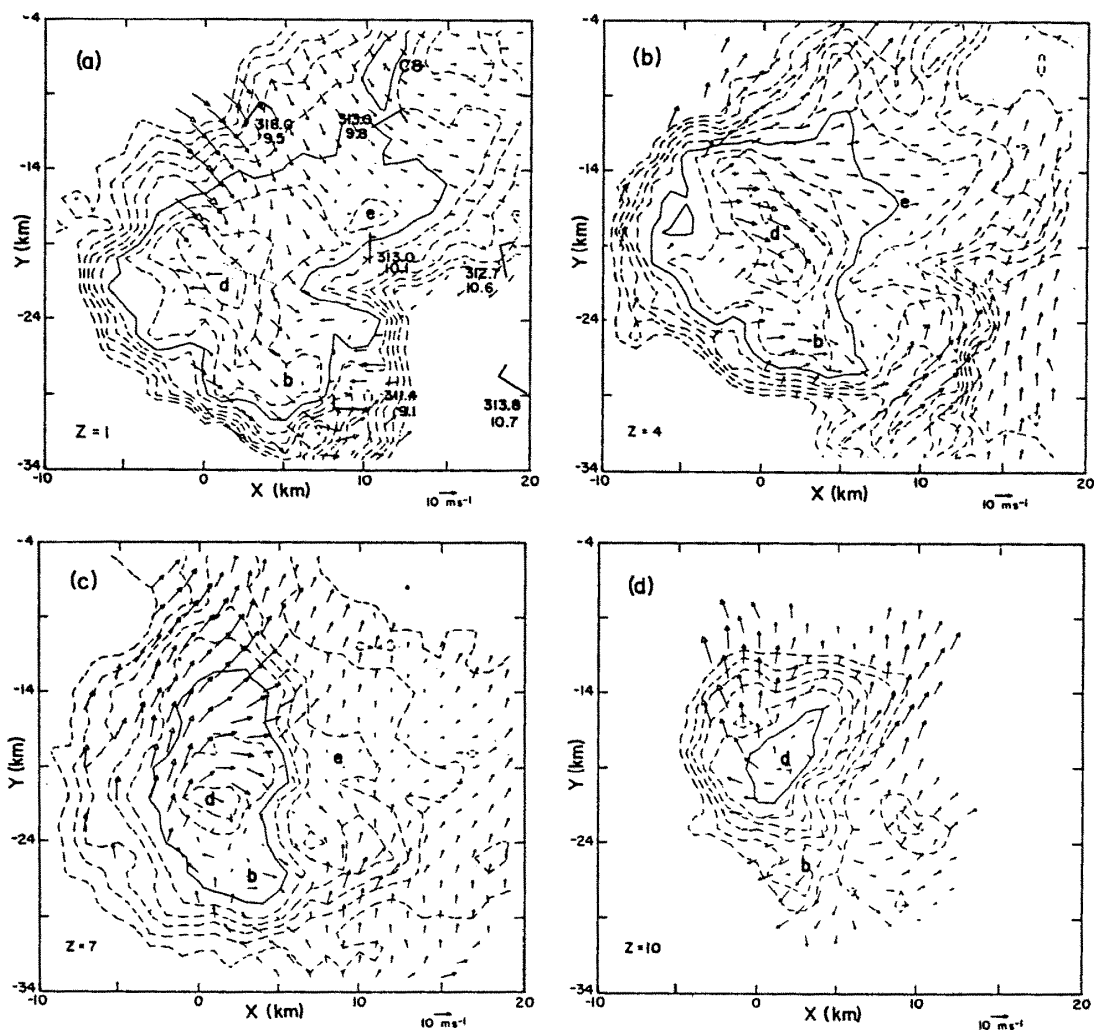 (a)
C8
318.0
9.5
313.0
9.8
e
313.0
10.1
312.7
10.6
d
b
311.4
9.1
313.8
10.7
Z = 1
-4
-14
-24
-34
Y (km)
-10
0
10
20
X (km)
10 ms⁻¹
(b)
e
d
b
Z = 4
-4
-14
-24
-34
Y (km)
-10
0
10
20
X (km)
10 ms⁻¹
(c)
e
d
b
Z = 7
-4
-14
-24
-34
Y (km)
-10
0
10
20
X (km)
10 ms⁻¹
(d)
d
b
Z = 10
-4
-14
-24
-34
Y (km)
-10
0
10
20
X (km)
10 ms⁻¹